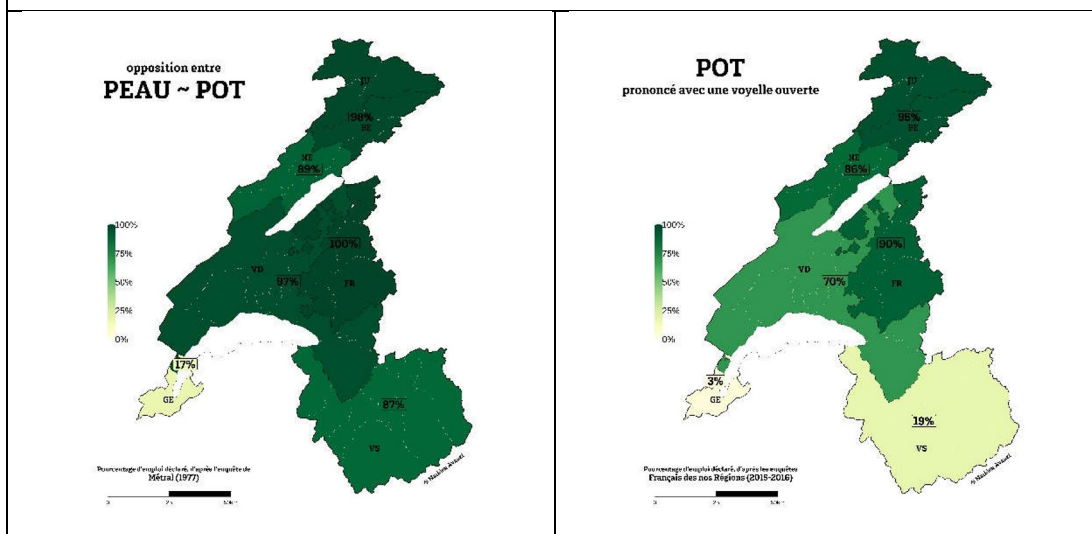 opposition entre
PEAU ~ POT
JU
98%
BE
NE
89%
100%
VD
97%
FR
17%
GE
87%
VS
100%
75%
50%
25%
0%
Pourcentage d'emploi déclaré, d'après l'enquête de
Métral (1977)
POT
prononcé avec une voyelle ouverte
JU
95%
BE
NE
86%
90%
VD
70%
FR
3%
GE
19%
VS
100%
75%
50%
25%
0%
Pourcentage d'emploi déclaré, d'après les enquêtes
Français des nos Régions (2015-2016)